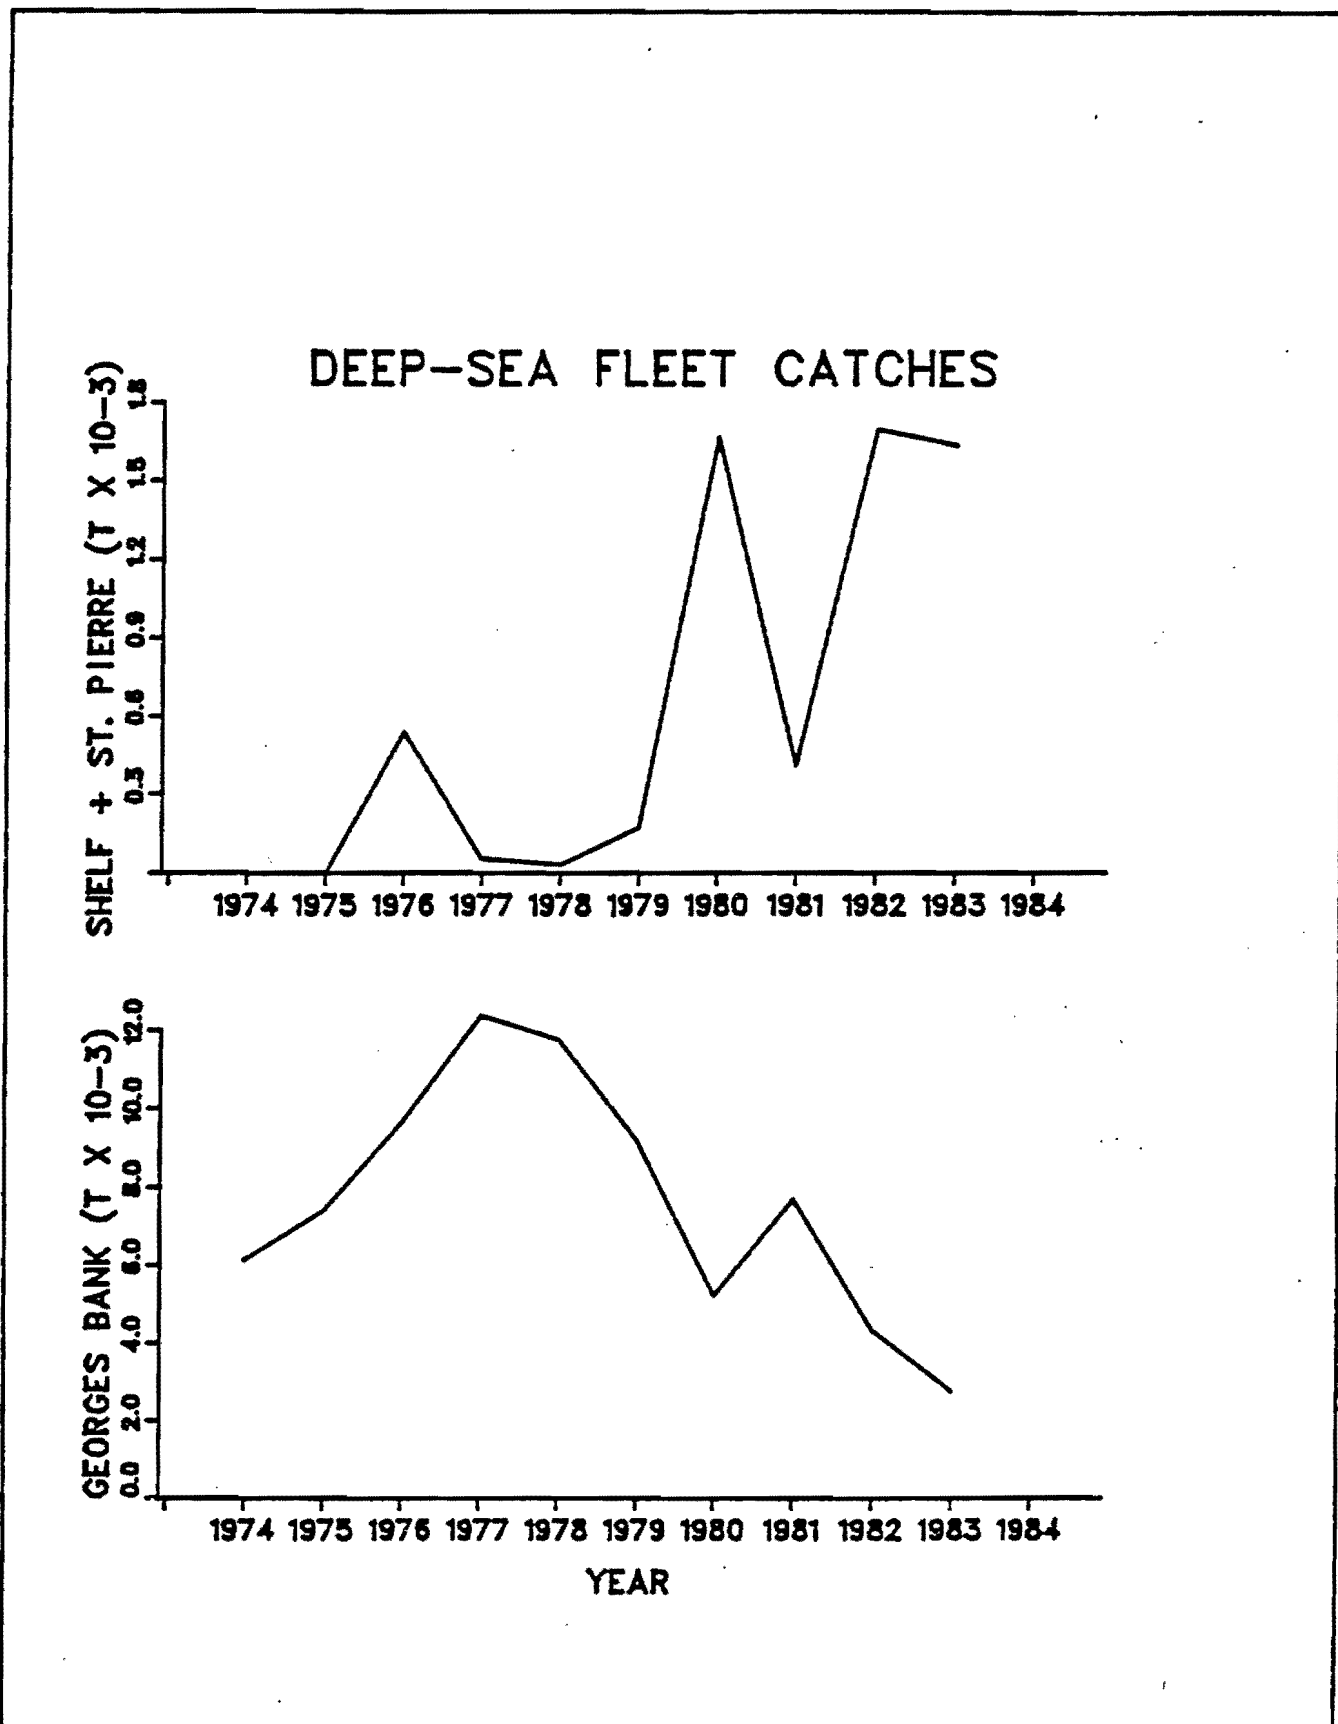 DEEP-SEA FLEET CATCHES
SHELF + ST. PIERRE (T X 10-3)
1.8
1.5
1.2
0.9
0.6
0.3
1974 1975 1976 1977 1978 1979 1980 1981 1982 1983 1984
GEORGES BANK (T X 10-3)
12.0
10.0
8.0
6.0
4.0
2.0
0.0
1974 1975 1976 1977 1978 1979 1980 1981 1982 1983 1984
YEAR